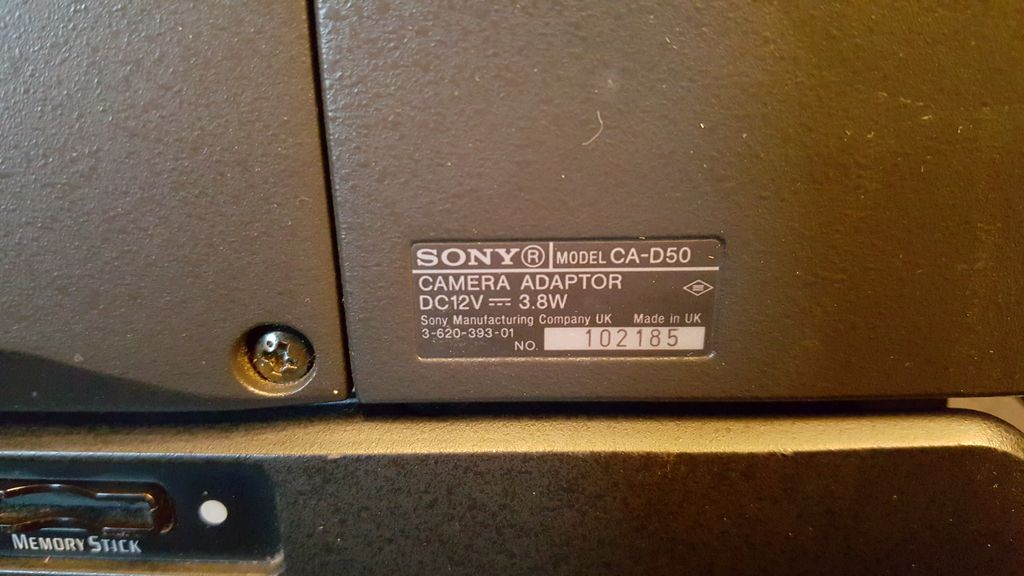 SONY® MODEL CA-D50
CAMERA ADAPTOR
DC12V ⎓ 3.8W
Sony Manufacturing Company UK Made in UK
3-620-393-01
NO. 102185
MEMORY STICK